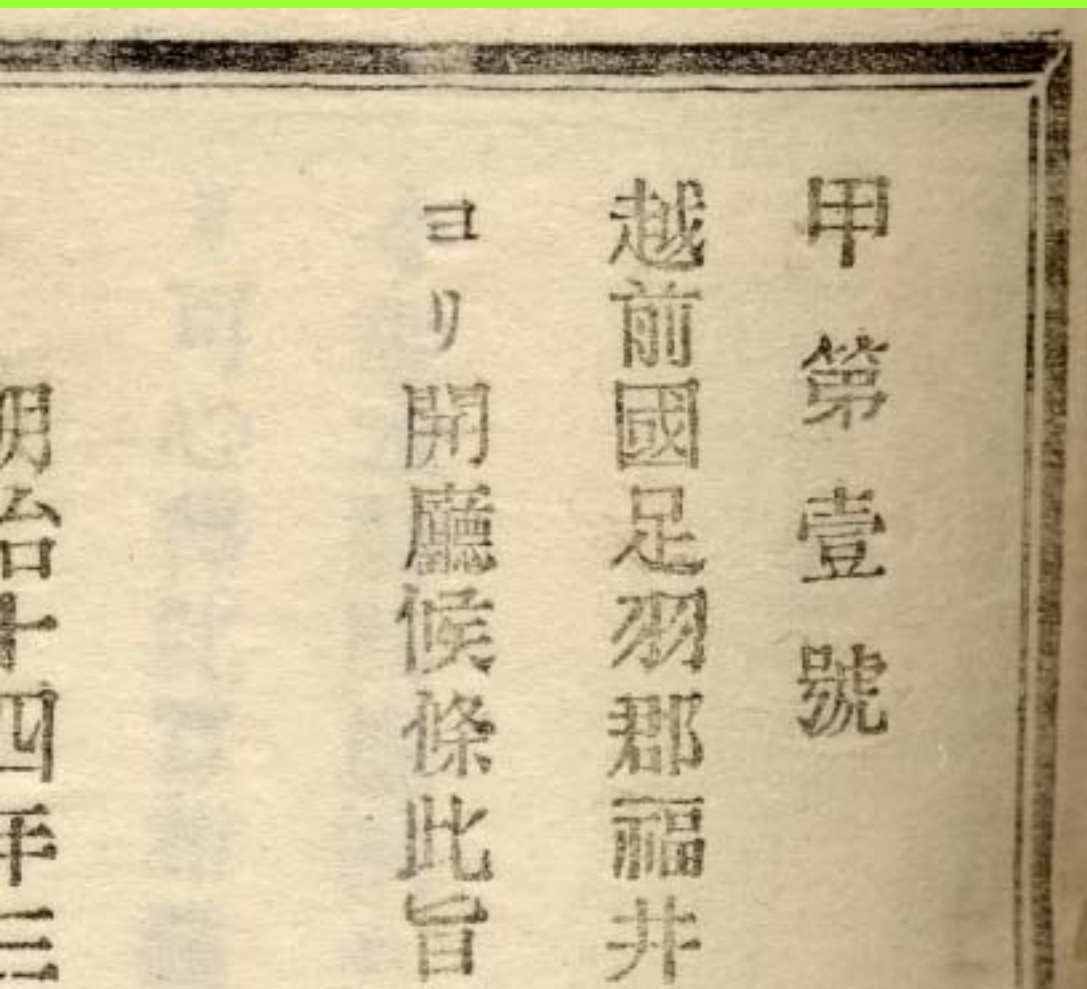 甲第壹號
越前國足羽郡福井
ヨリ開廳候條此旨
明治十四年三